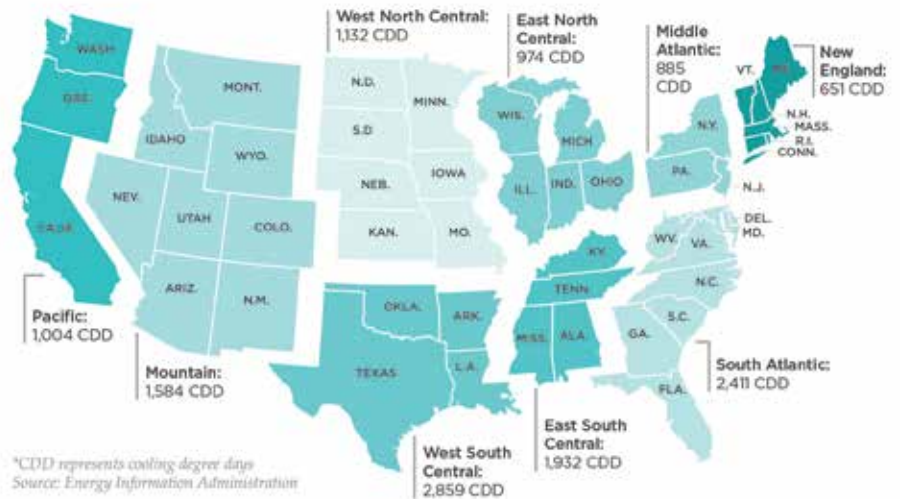 West North Central:
1,132 CDD
East North
Central:
974 CDD
Middle
Atlantic:
885
CDD
New
England:
651 CDD
WASH
ORE.
CALIF.
MONT.
IDAHO
WYO.
NEV.
UTAH
COLO.
ARIZ.
N.M.
N.D.
MINN.
S.D
NEB.
IOWA
KAN.
MO.
WIS.
MICH
ILL.
IND.
OHIO
N.Y.
PA.
N.J.
VT.
ME.
N.H.
MASS.
R.I.
CONN.
DEL.
MD.
WV.
VA.
N.C.
S.C.
GA.
FLA.
KY.
TENN
MISS.
ALA.
OKLA.
ARK.
TEXAS
L.A.
Pacific:
1,004 CDD
Mountain:
1,584 CDD
West South
Central:
2,859 CDD
East South
Central:
1,932 CDD
South Atlantic:
2,411 CDD
*CDD represents cooling degree days
Source: Energy Information Administration